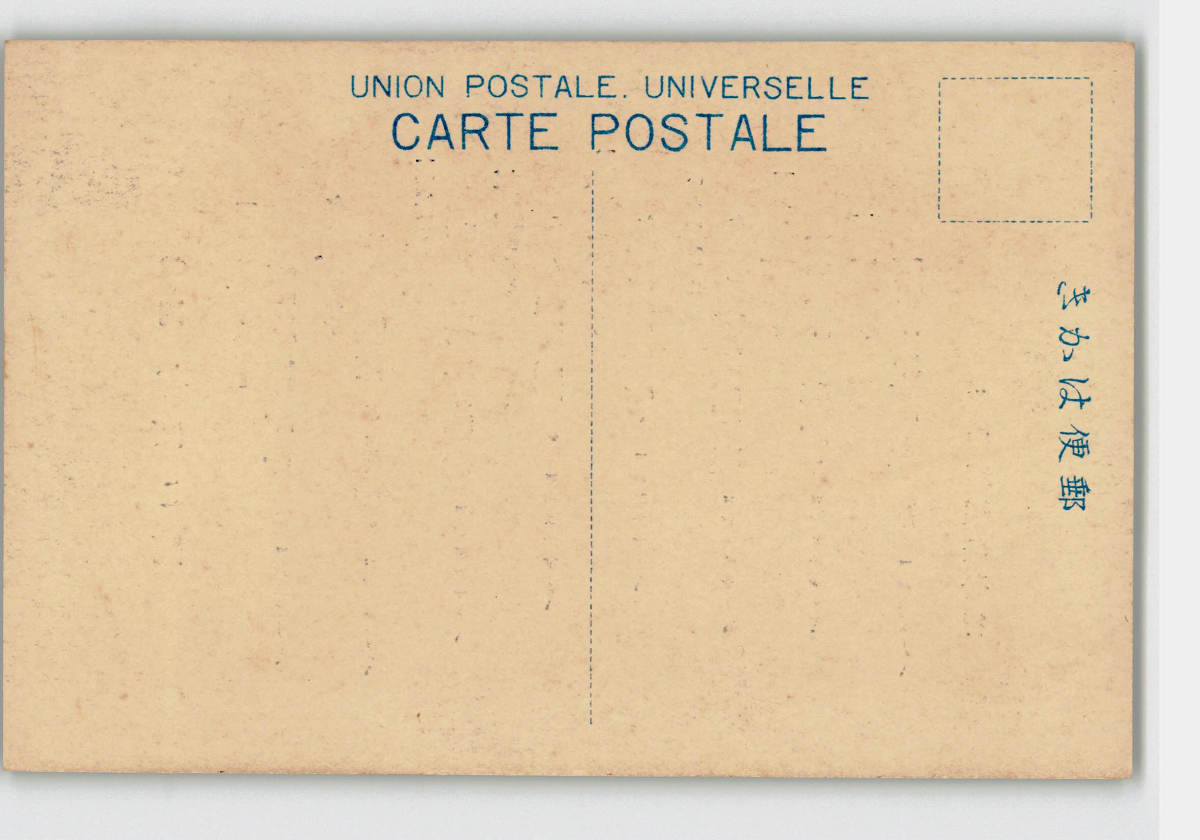 UNION POSTALE. UNIVERSELLE
CARTE POSTALE
きかは便郵